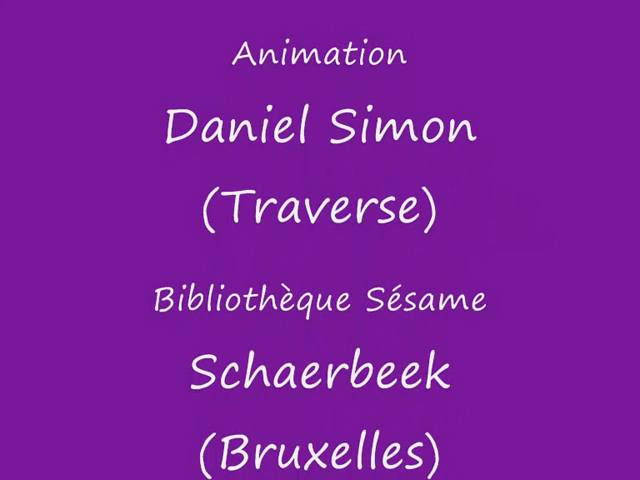 Animation
Daniel Simon
(Traverse)
Bibliothèque Sésame
Schaerbeek
(Bruxelles)